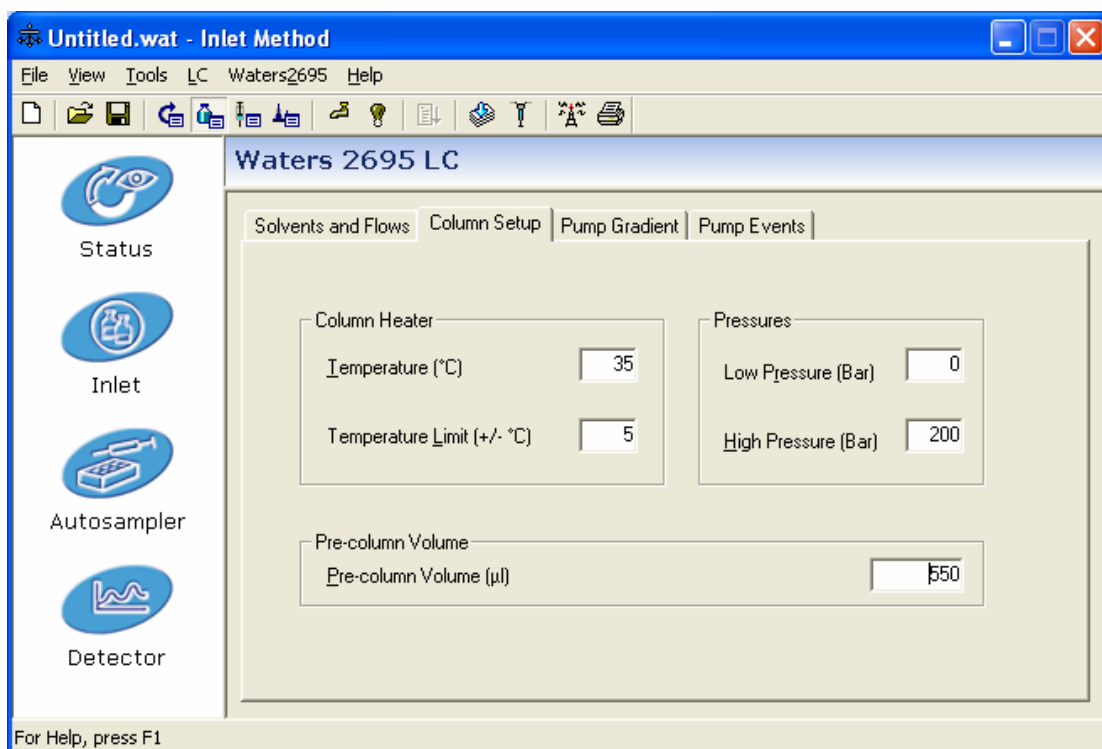 Untitled.wat - Inlet Method
File View Tools LC Waters2695 Help
Waters 2695 LC
Status
Inlet
Autosampler
Detector
Solvents and Flows Column Setup Pump Gradient Pump Events
Column Heater
Temperature (°C) 35
Temperature Limit (+/- °C) 5
Pressures
Low Pressure (Bar) 0
High Pressure (Bar) 200
Pre-column Volume
Pre-column Volume (µl) 550
For Help, press F1